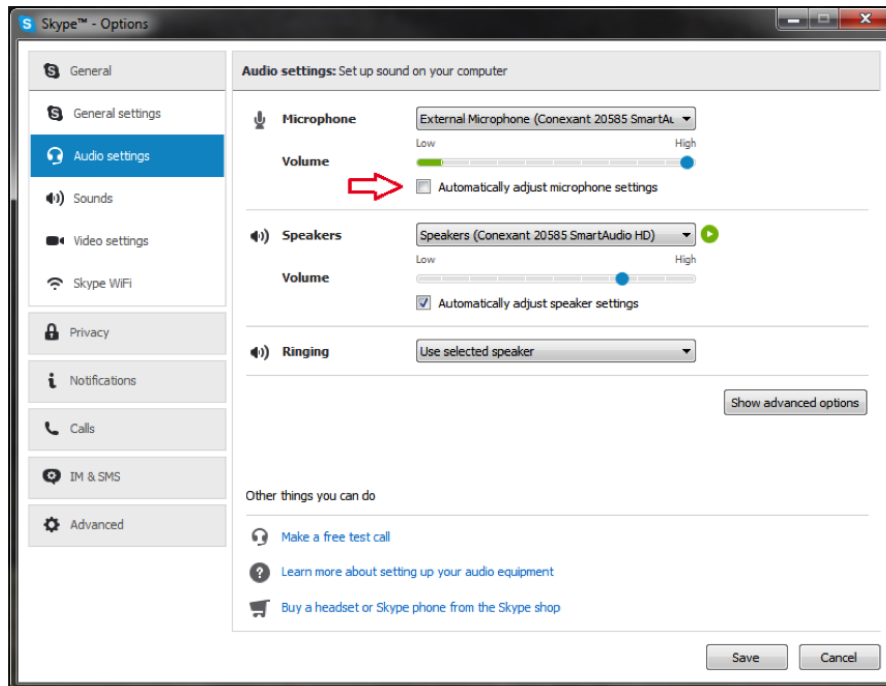 Skype™ - Options
General
General settings
Audio settings
Sounds
Video settings
Skype WiFi
Privacy
Notifications
Calls
IM & SMS
Advanced
Audio settings: Set up sound on your computer
Microphone
External Microphone (Conexant 20585 SmartAu
Low High
Volume
Automatically adjust microphone settings
Speakers
Speakers (Conexant 20585 SmartAudio HD)
Low High
Volume
Automatically adjust speaker settings
Ringing
Use selected speaker
Show advanced options
Other things you can do
Make a free test call
Learn more about setting up your audio equipment
Buy a headset or Skype phone from the Skype shop
Save
Cancel